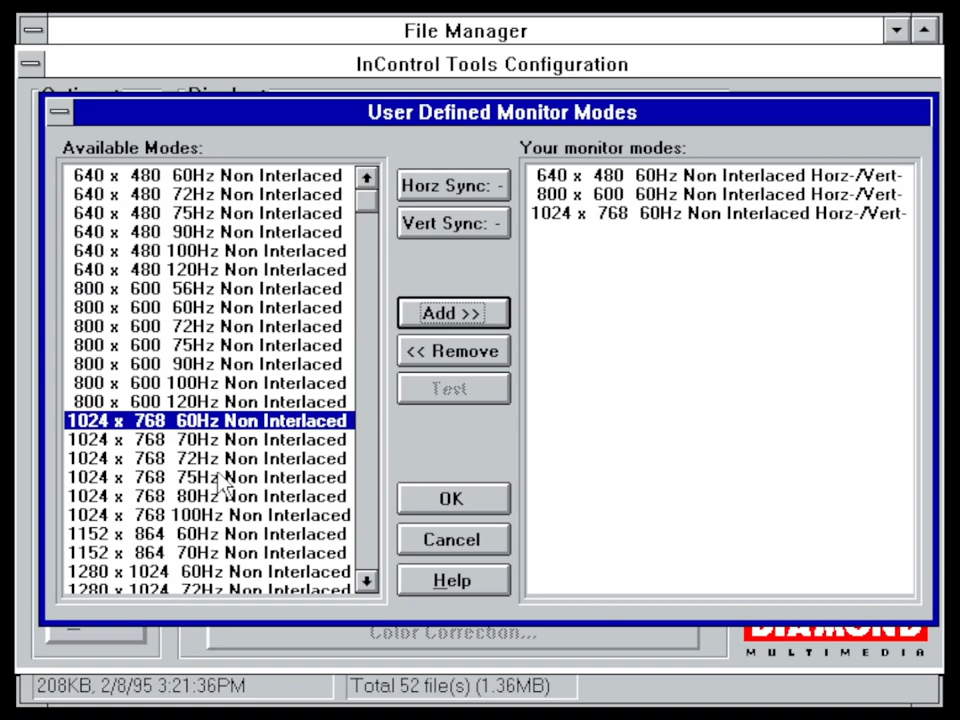 File Manager
InControl Tools Configuration
User Defined Monitor Modes
Available Modes:
640 x 480 60Hz Non Interlaced
640 x 480 72Hz Non Interlaced
640 x 480 75Hz Non Interlaced
640 x 480 90Hz Non Interlaced
640 x 480 100Hz Non Interlaced
640 x 480 120Hz Non Interlaced
800 x 600 56Hz Non Interlaced
800 x 600 60Hz Non Interlaced
800 x 600 72Hz Non Interlaced
800 x 600 75Hz Non Interlaced
800 x 600 90Hz Non Interlaced
800 x 600 100Hz Non Interlaced
800 x 600 120Hz Non Interlaced
1024 x 768 60Hz Non Interlaced
1024 x 768 70Hz Non Interlaced
1024 x 768 72Hz Non Interlaced
1024 x 768 75Hz Non Interlaced
1024 x 768 80Hz Non Interlaced
1024 x 768 100Hz Non Interlaced
1152 x 864 60Hz Non Interlaced
1152 x 864 70Hz Non Interlaced
1280 x 1024 60Hz Non Interlaced
1280 x 1024 72Hz Non Interlaced
Horz Sync: -
Vert Sync: -
Add >>
<< Remove
Test
OK
Cancel
Help
Your monitor modes:
640 x 480 60Hz Non Interlaced Horz-/Vert-
800 x 600 60Hz Non Interlaced Horz-/Vert-
1024 x 768 60Hz Non Interlaced Horz-/Vert-
Color Correction...
DIAMOND
MULTIMEDIA
208KB, 2/8/95 3:21:36PM
Total 52 file(s) (1.36MB)